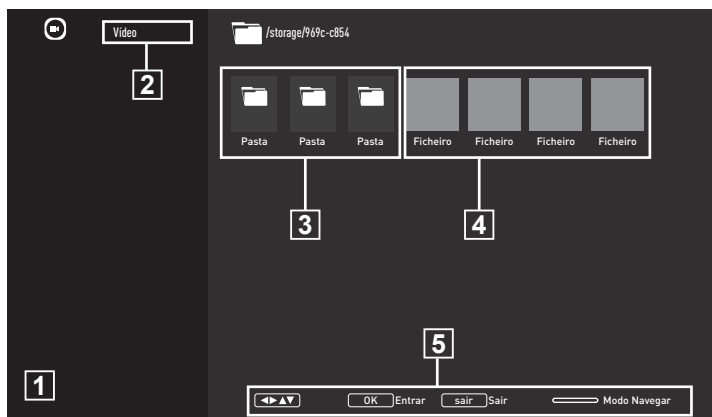 Vídeo
/storage/969c-c854
2
Pasta Pasta Pasta Ficheiro Ficheiro Ficheiro Ficheiro
3 4
5
1
OK Entrar sair Sair Modo Navegar